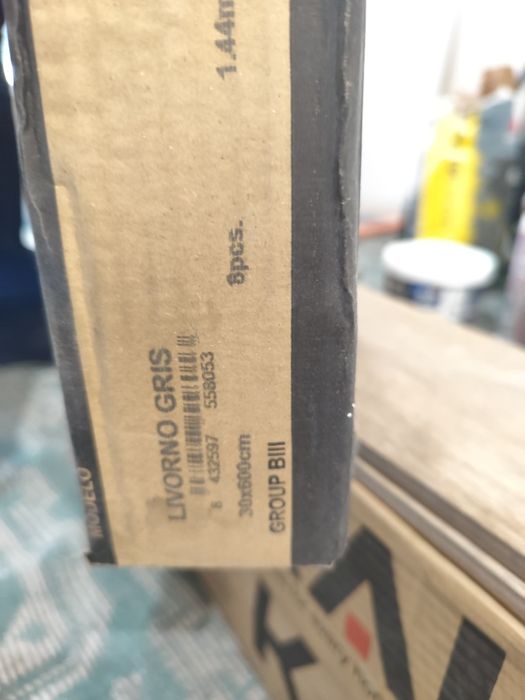 MODELO
LIVORNO GRIS
8 432597 558053
30x600cm 8pcs. 1.44m
GROUP BIII